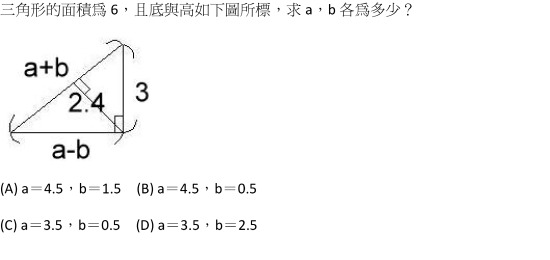 三角形的面積為 6，且底與高如下圖所標，求 a，b 各為多少？
a+b
2.4
3
a-b
(A) a＝4.5，b＝1.5 (B) a＝4.5，b＝0.5
(C) a＝3.5，b＝0.5 (D) a＝3.5，b＝2.5